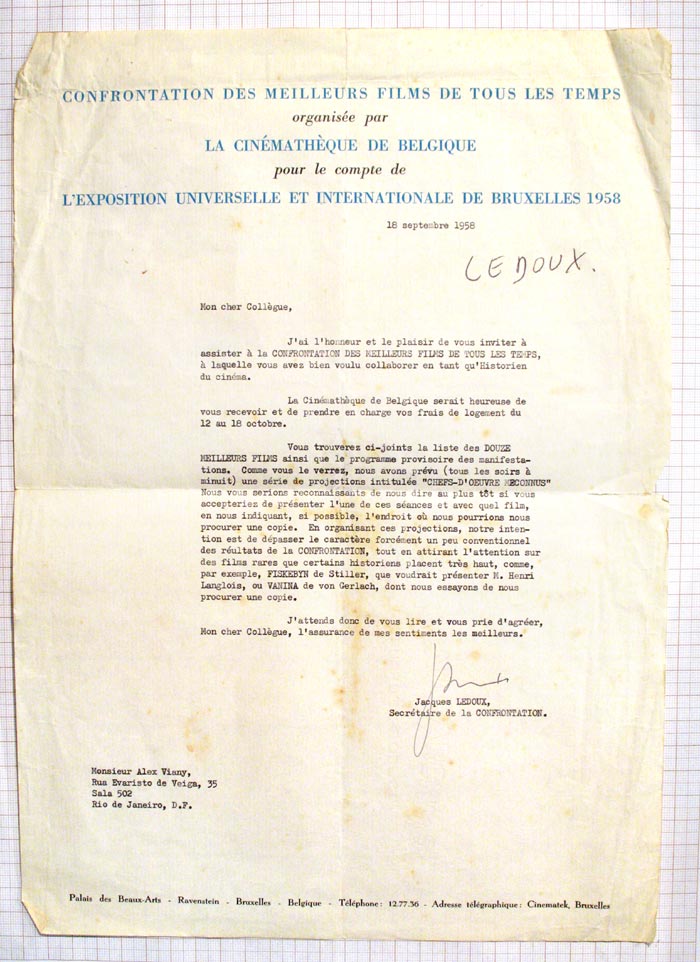 CONFRONTATION DES MEILLEURS FILMS DE TOUS LES TEMPS
organisée par
LA CINÉMATHÈQUE DE BELGIQUE
pour le compte de
L'EXPOSITION UNIVERSELLE ET INTERNATIONALE DE BRUXELLES 1958
18 septembre 1958
LEDOUX.
Mon cher Collègue,
J'ai l'honneur et le plaisir de vous inviter à
assister à la CONFRONTATION DES MEILLEURS FILMS DE TOUS LES TEMPS,
à laquelle vous avez bien voulu collaborer en tant qu'Historien
du cinéma.
La Cinémathèque de Belgique serait heureuse de
vous recevoir et de prendre en charge vos frais de logement du
12 au 18 octobre.
Vous trouverez ci-joints la liste des DOUZE
MEILLEURS FILMS ainsi que le programme provisoire des manifesta-
tions. Comme vous le verrez, nous avons prévu (tous les soirs à
minuit) une série de projections intitulée "CHEFS-D'OEUVRE MECONNUS"
Nous vous serions reconnaissants de nous dire au plus tôt si vous
accepteriez de présenter l'une de ces séances et avec quel film,
en nous indiquant, si possible, l'endroit où nous pourrions nous
procurer une copie. En organisant ces projections, notre inten-
tion est de dépasser le caractère forcément un peu conventionnel
des réultats de la CONFRONTATION, tout en attirant l'attention sur
des films rares que certains historiens placent très haut, comme,
par exemple, FISKEBYN de Stiller, que voudrait présenter M. Henri
Langlois, ou VANINA de von Gerlach, dont nous essayons de nous
procurer une copie.
J'attends donc de vous lire et vous prie d'agréer,
Mon cher Collègue, l'assurance de mes sentiments les meilleurs.
Jacques LEDOUX,
Secrétaire de la CONFRONTATION.
Monsieur Alex Viany,
Rua Evaristo de Veiga, 35
Sala 502
Rio de Janeiro, D.F.
Palais des Beaux-Arts - Ravenstein - Bruxelles - Belgique - Téléphone: 12.77.36 - Adresse télégraphique: Cinematek, Bruxelles